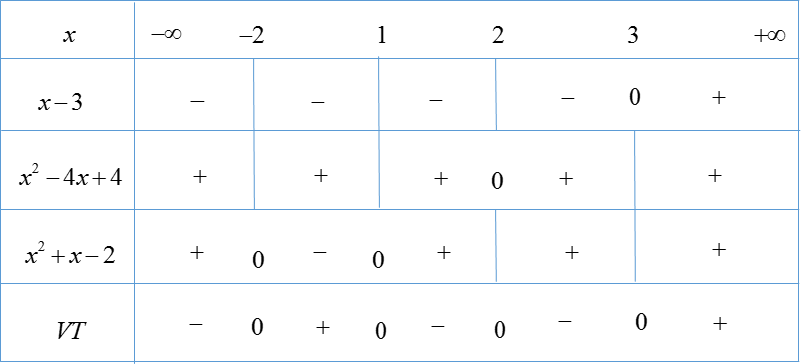 x −∞ −2 1 2 3 +∞
x−3 − − − − 0 +
x² −4x+4 + + + 0 + +
x² +x−2 + 0 − 0 + + +
VT − 0 + 0 − 0 − 0 +